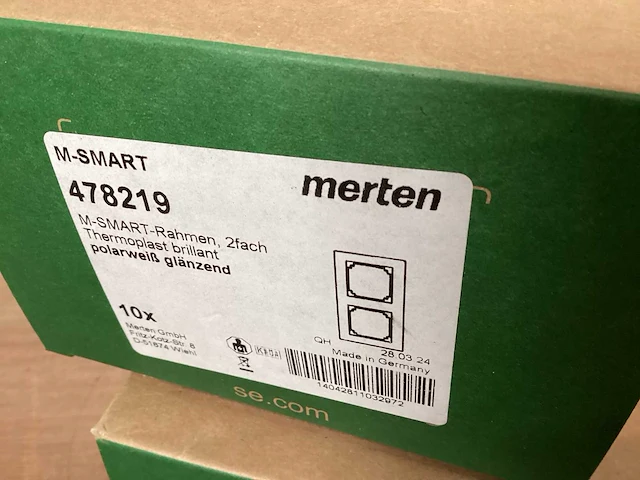 M-SMART
merten
478219
M-SMART-Rahmen, 2fach
Thermoplast brillant
polarweiß glänzend
10x
Merten GmbH
Fritz-Kotz-Str. 8
D-51674 Wiehl
QH
28.03.24
Made in Germany
14042811032972
se.com